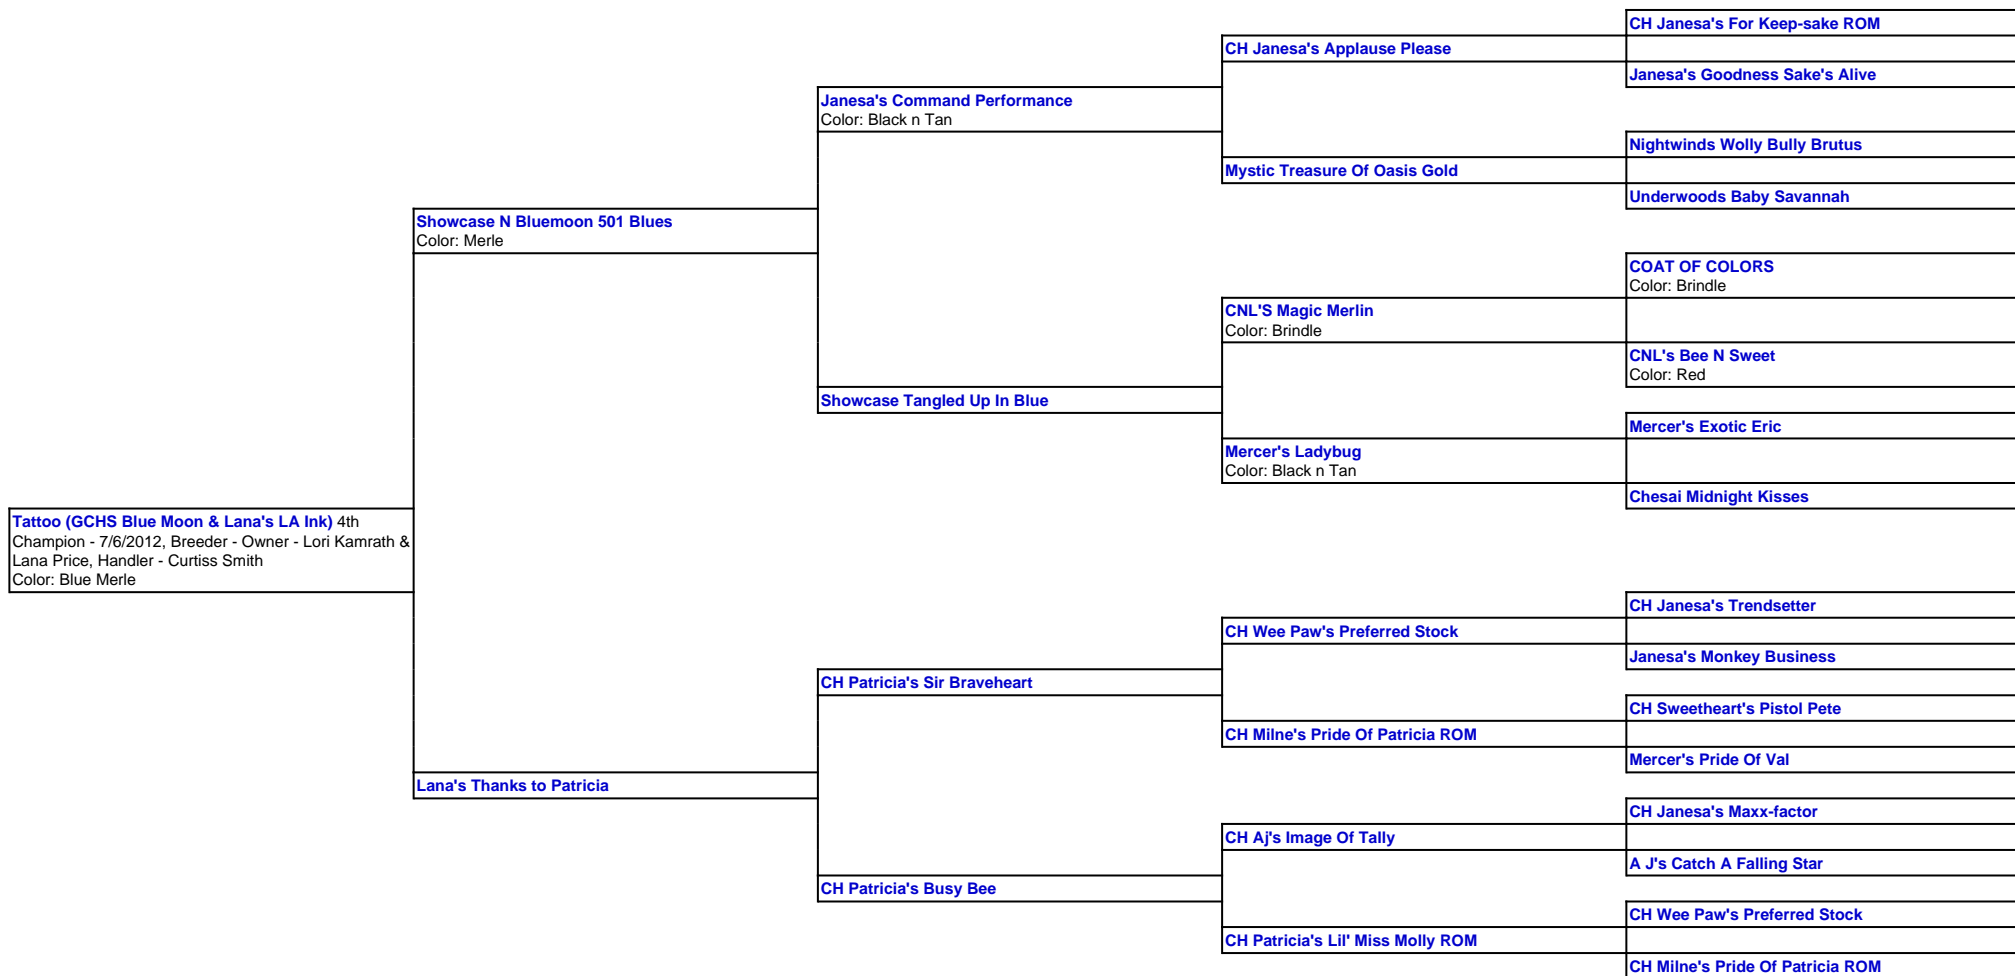 CH Janesa's For Keep-sake ROM
CH Janesa's Applause Please
Janesa's Goodness Sake's Alive
Janesa's Command Performance
Color: Black n Tan
Nightwinds Wolly Bully Brutus
Mystic Treasure Of Oasis Gold
Underwoods Baby Savannah
Showcase N Bluemoon 501 Blues
Color: Merle
COAT OF COLORS
Color: Brindle
CNL'S Magic Merlin
Color: Brindle
CNL's Bee N Sweet
Color: Red
Showcase Tangled Up In Blue
Mercer's Exotic Eric
Mercer's Ladybug
Color: Black n Tan
Chesai Midnight Kisses
Tattoo (GCHS Blue Moon & Lana's LA Ink) 4th
Champion - 7/6/2012, Breeder - Owner - Lori Kamrath &
Lana Price, Handler - Curtiss Smith
Color: Blue Merle
CH Janesa's Trendsetter
CH Wee Paw's Preferred Stock
Janesa's Monkey Business
CH Patricia's Sir Braveheart
CH Sweetheart's Pistol Pete
CH Milne's Pride Of Patricia ROM
Mercer's Pride Of Val
Lana's Thanks to Patricia
CH Janesa's Maxx-factor
CH Aj's Image Of Tally
A J's Catch A Falling Star
CH Patricia's Busy Bee
CH Wee Paw's Preferred Stock
CH Patricia's Lil' Miss Molly ROM
CH Milne's Pride Of Patricia ROM